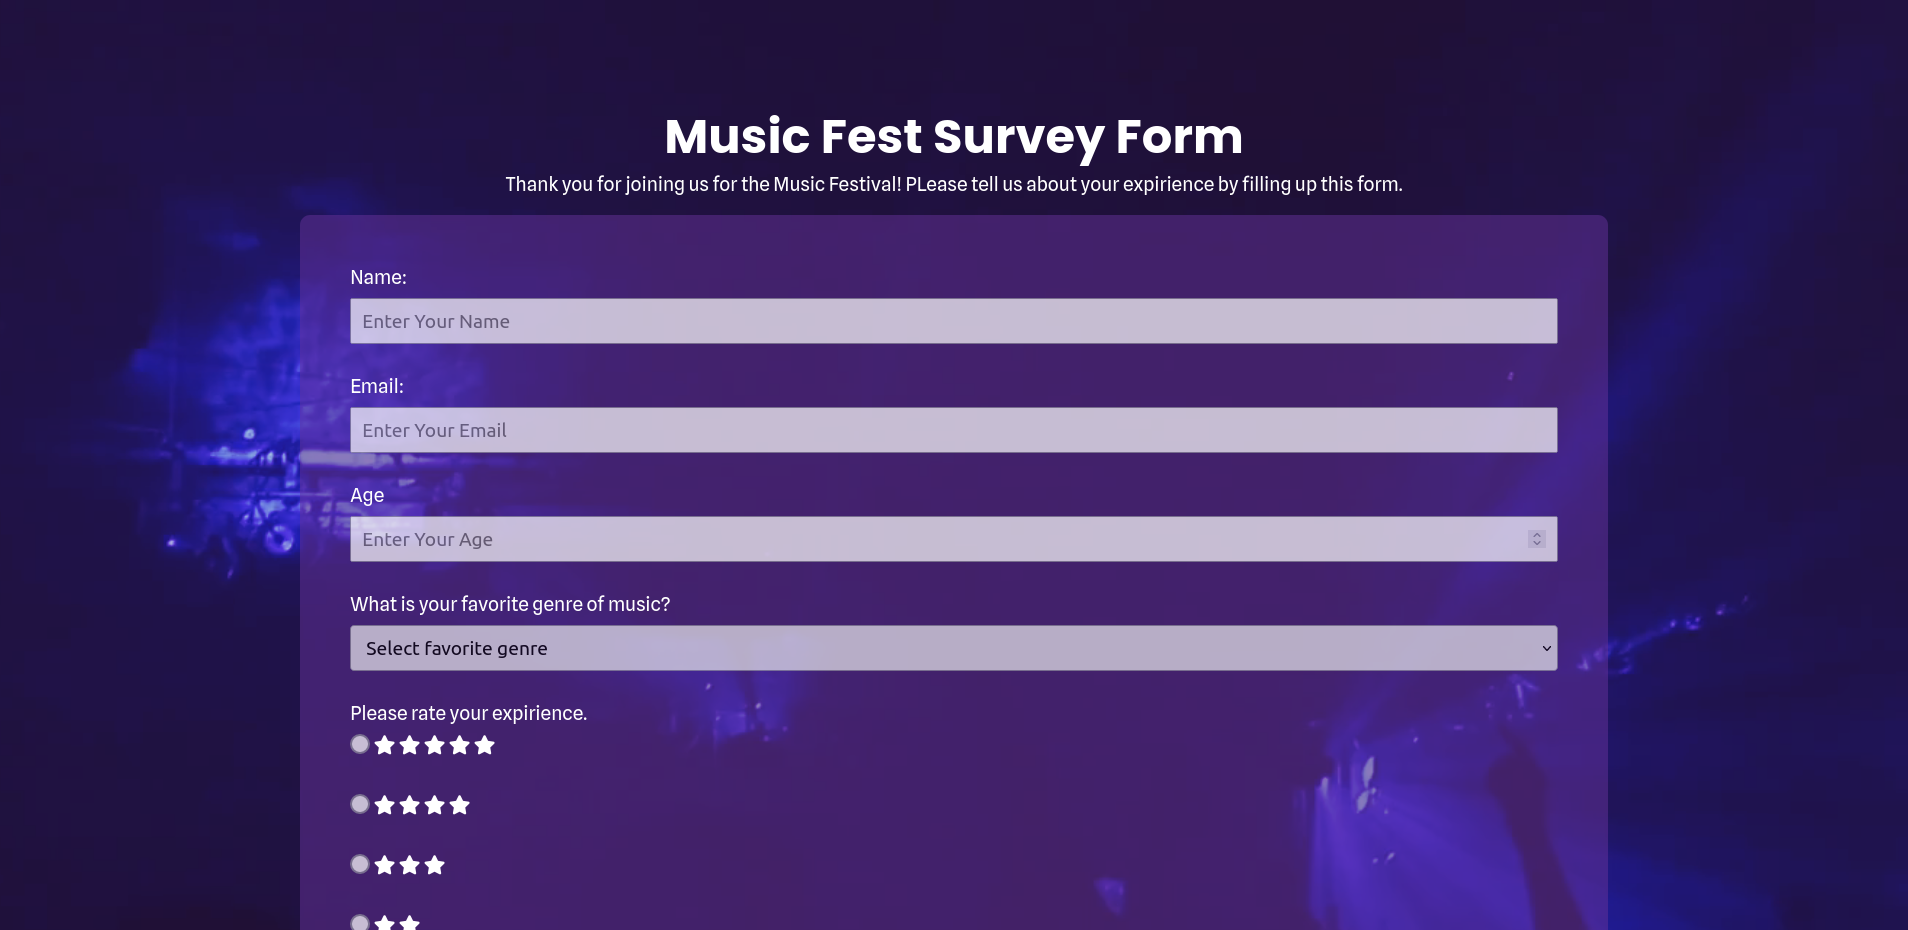 Music Fest Survey Form
Thank you for joining us for the Music Festival! PLease tell us about your expirience by filling up this form.
Name:
Enter Your Name
Email:
Enter Your Email
Age
Enter Your Age
What is your favorite genre of music?
Select favorite genre
Please rate your expirience.